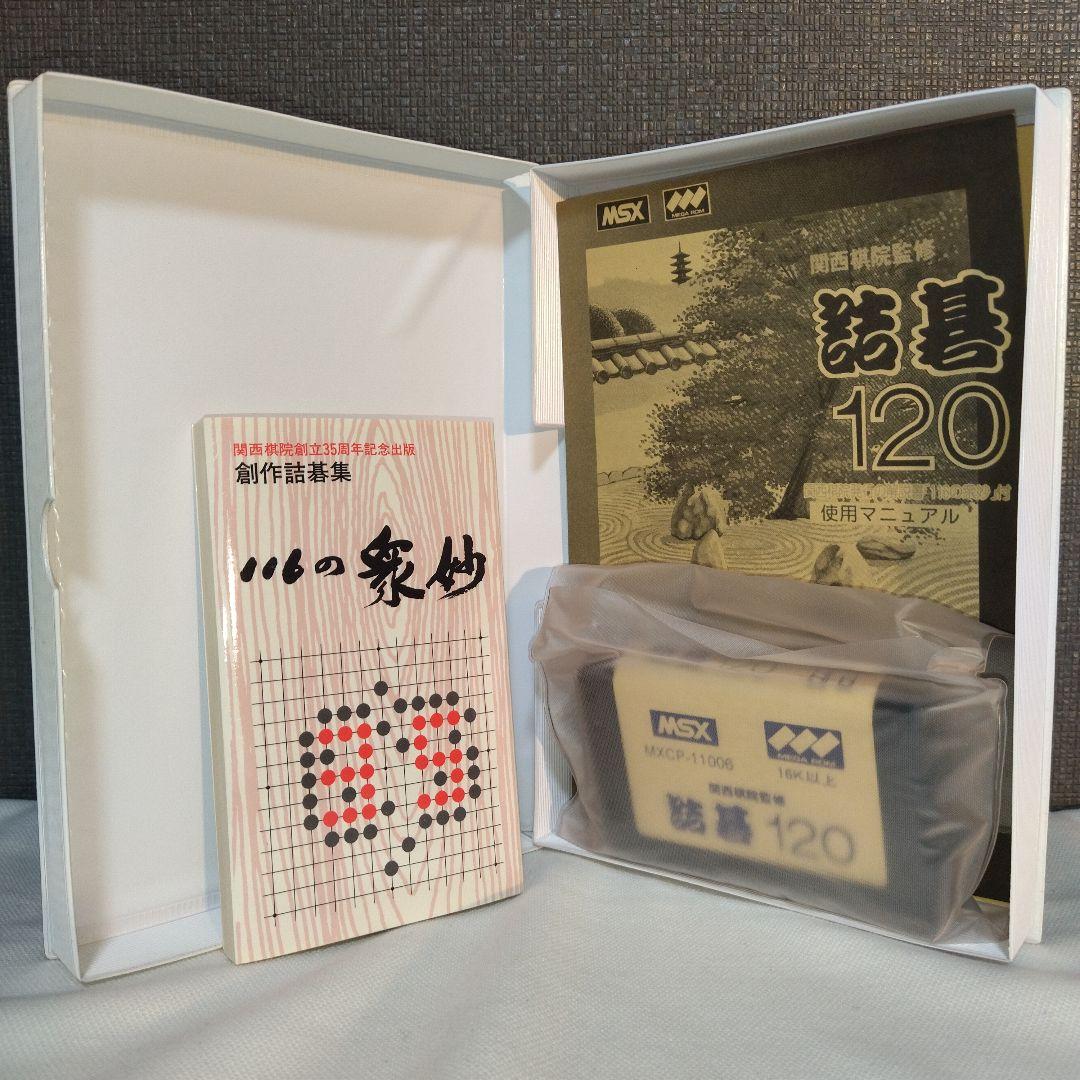 関西棋院創立35周年記念出版
創作詰碁集
116の衆妙
MSX
MEGA ROM
関西棋院監修
詰碁
120
使用マニュアル
MSX
MEGA ROM
MXCP-11006
16K以上
関西棋院監修
詰碁 120